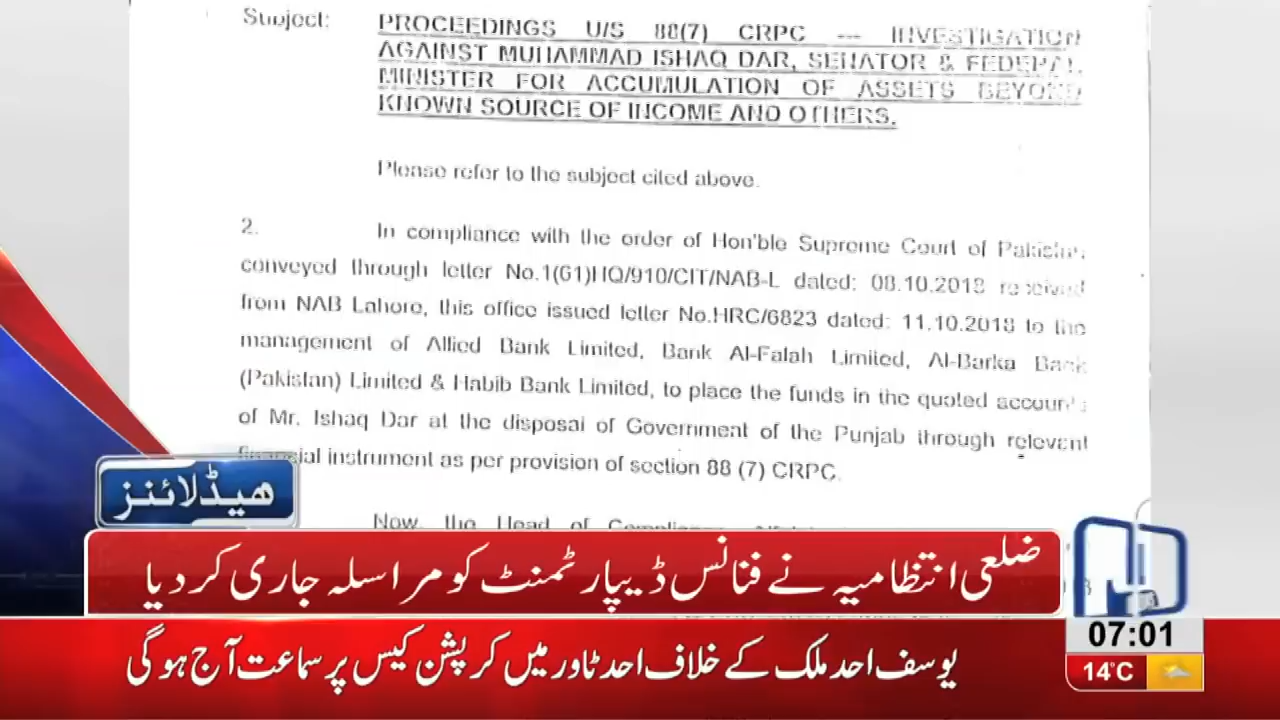 Subject: PROCEEDINGS U/S 88(7) CRPC --- INVESTIGATION
AGAINST MUHAMMAD ISHAQ DAR, SENATOR & FEDERAL
MINISTER FOR ACCUMULATION OF ASSETS BEYOND
KNOWN SOURCE OF INCOME AND OTHERS.
Please refer to the subject cited above.
2. In compliance with the order of Hon'ble Supreme Court of Pakistan,
conveyed through letter No.1(61)HQ/910/CIT/NAB-L dated: 08.10.2018 received
from NAB Lahore, this office issued letter No.HRC/6823 dated: 11.10.2018 to the
management of Allied Bank Limited, Bank Al-Falah Limited, Al-Barka Bank
(Pakistan) Limited & Habib Bank Limited, to place the funds in the quoted accounts
of Mr. Ishaq Dar at the disposal of Government of the Punjab through relevant
financial instrument as per provision of section 88 (7) CRPC.
Now, the Head of
ھیڈلائنز
ضلعی انتظامیہ نے فنانس ڈیپارٹمنٹ کو مراسلہ جاری کر دیا
07:01
یوسف احد ملک کے خلاف احد ٹاور میں کرپشن کیس پر سماعت آج ہو گی
14°C